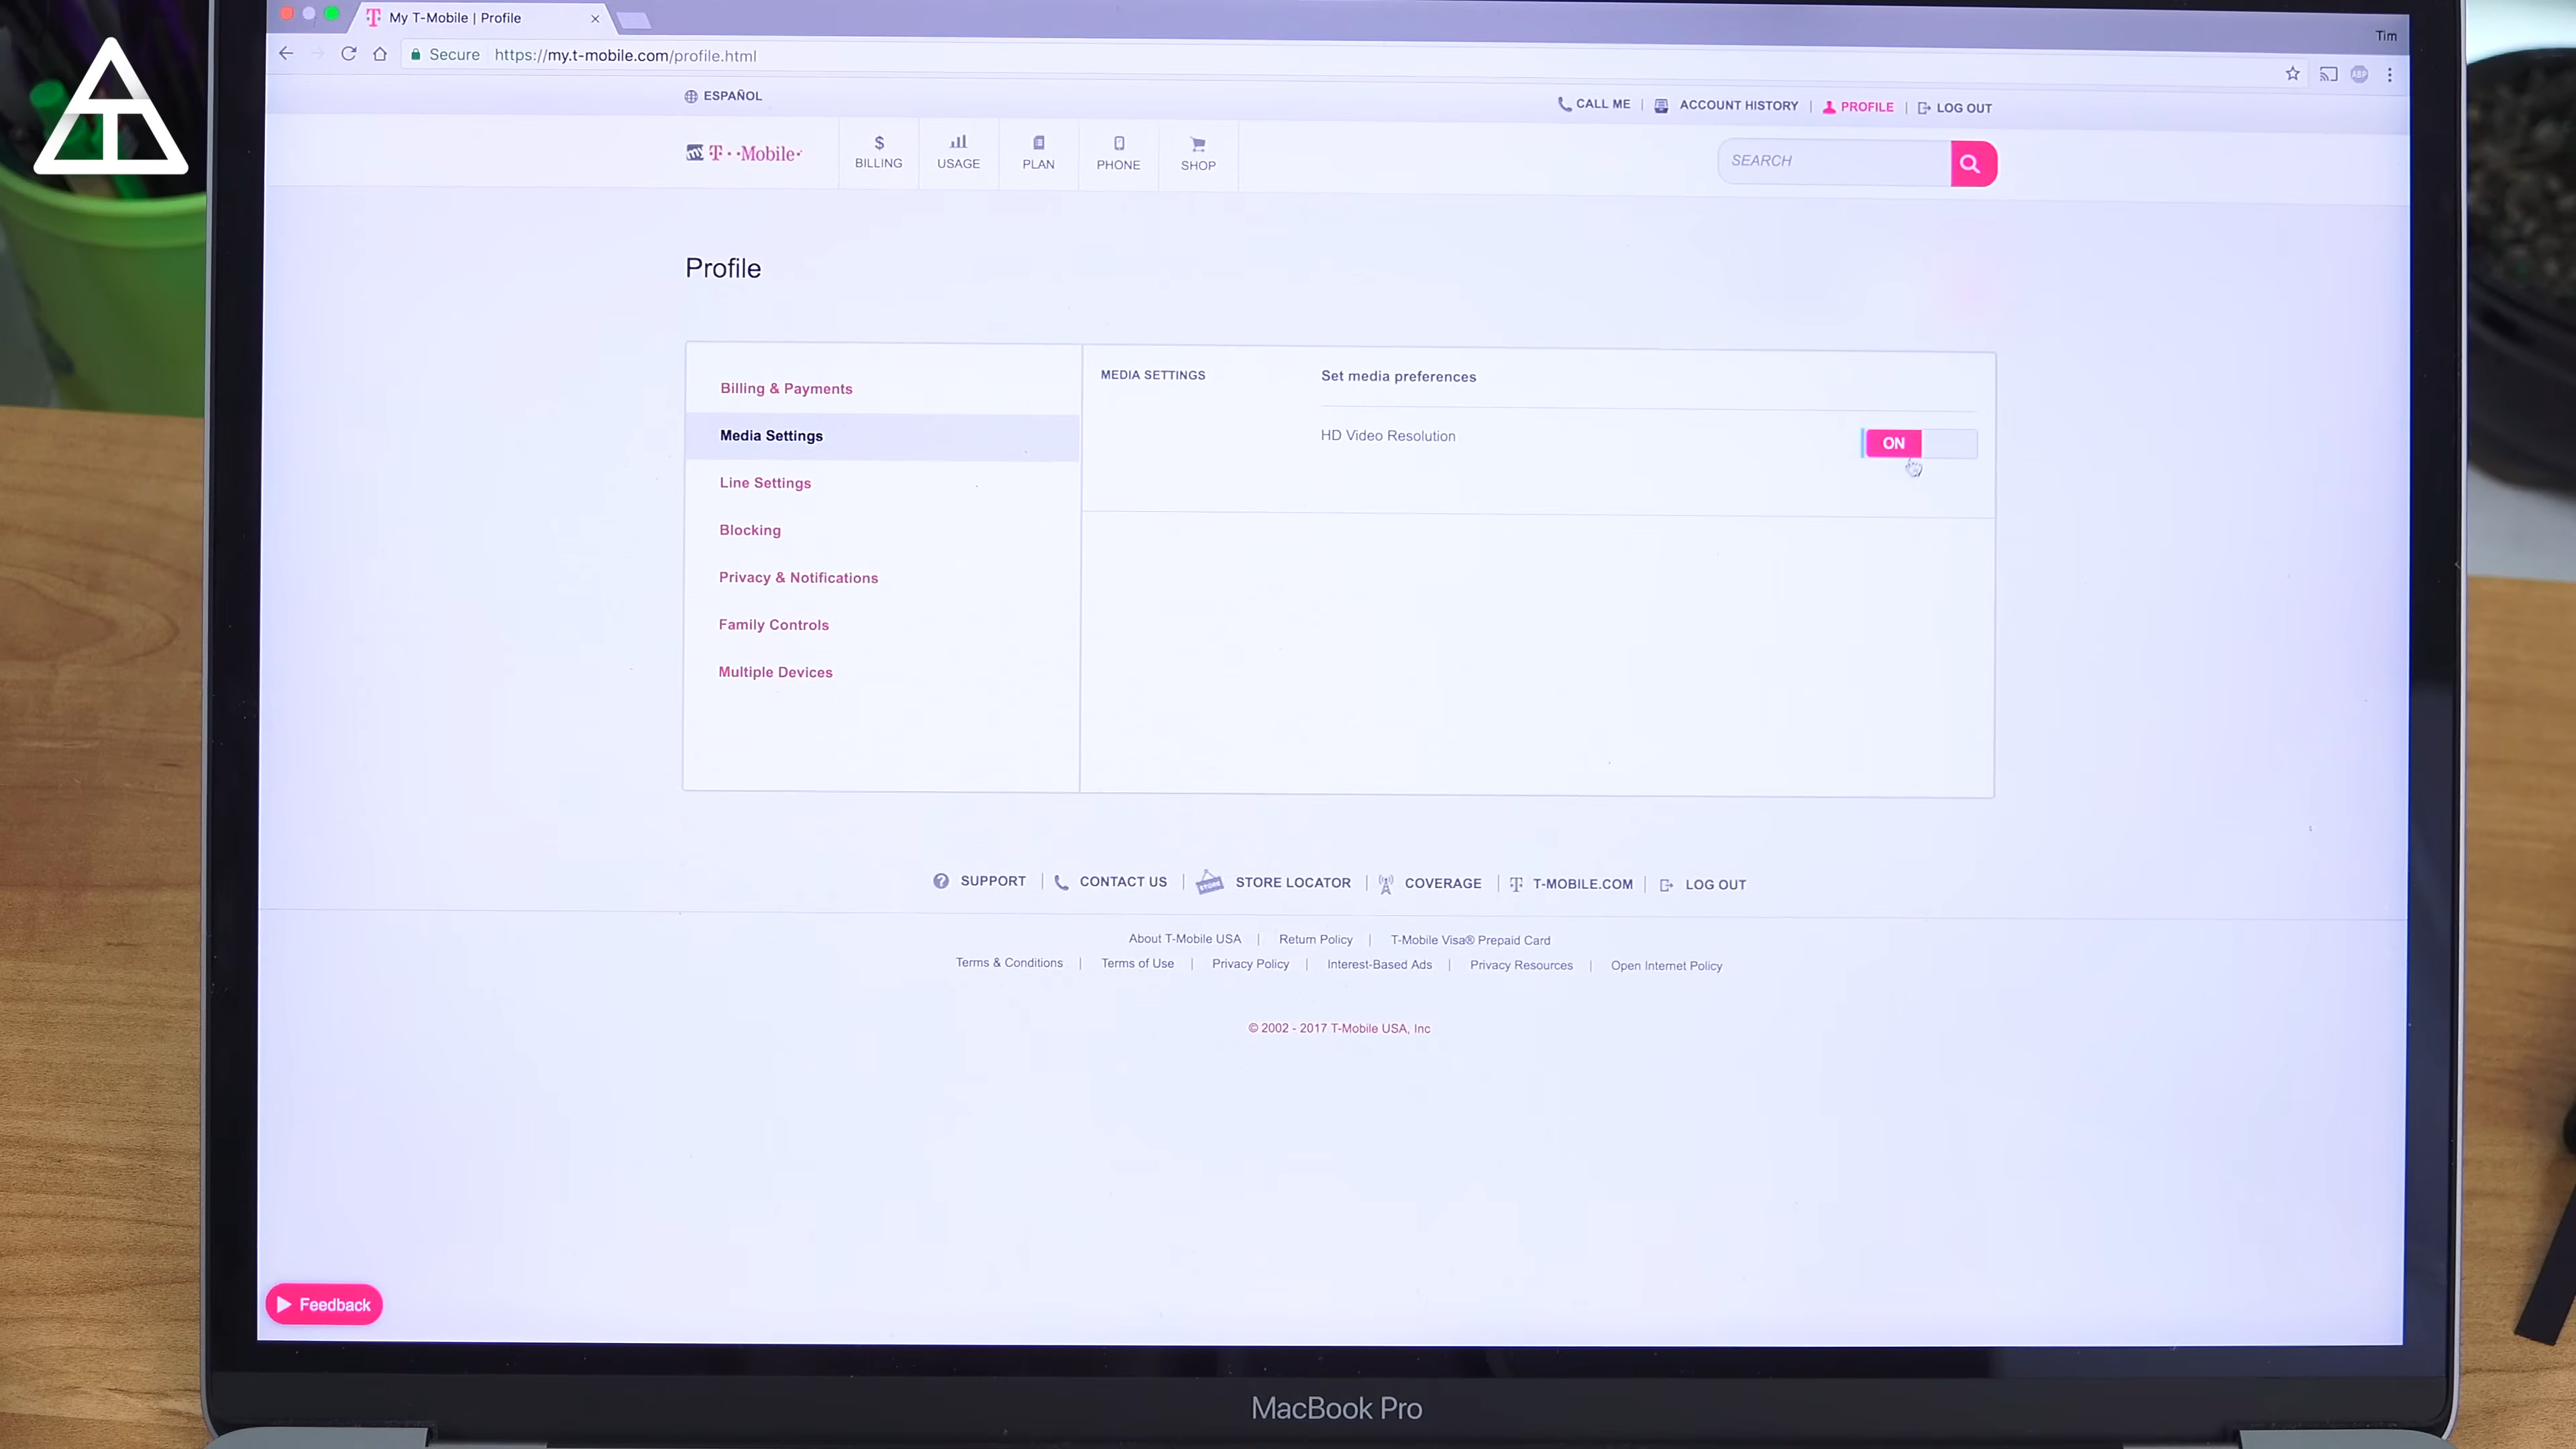 My T-Mobile | Profile
Tim
Secure https://my.t-mobile.com/profile.html
ABP
ESPAÑOL
CALL ME | ACCOUNT HISTORY | PROFILE | LOG OUT
my T··Mobile·
$
BILLING
USAGE
PLAN
PHONE
SHOP
SEARCH
Profile
Billing & Payments
Media Settings
Line Settings
Blocking
Privacy & Notifications
Family Controls
Multiple Devices
MEDIA SETTINGS
Set media preferences
HD Video Resolution
ON
? SUPPORT | CONTACT US | STORE STORE LOCATOR | COVERAGE | T T-MOBILE.COM | LOG OUT
About T-Mobile USA | Return Policy | T-Mobile Visa® Prepaid Card
Terms & Conditions | Terms of Use | Privacy Policy | Interest-Based Ads | Privacy Resources | Open Internet Policy
© 2002 - 2017 T-Mobile USA, Inc
Feedback
MacBook Pro